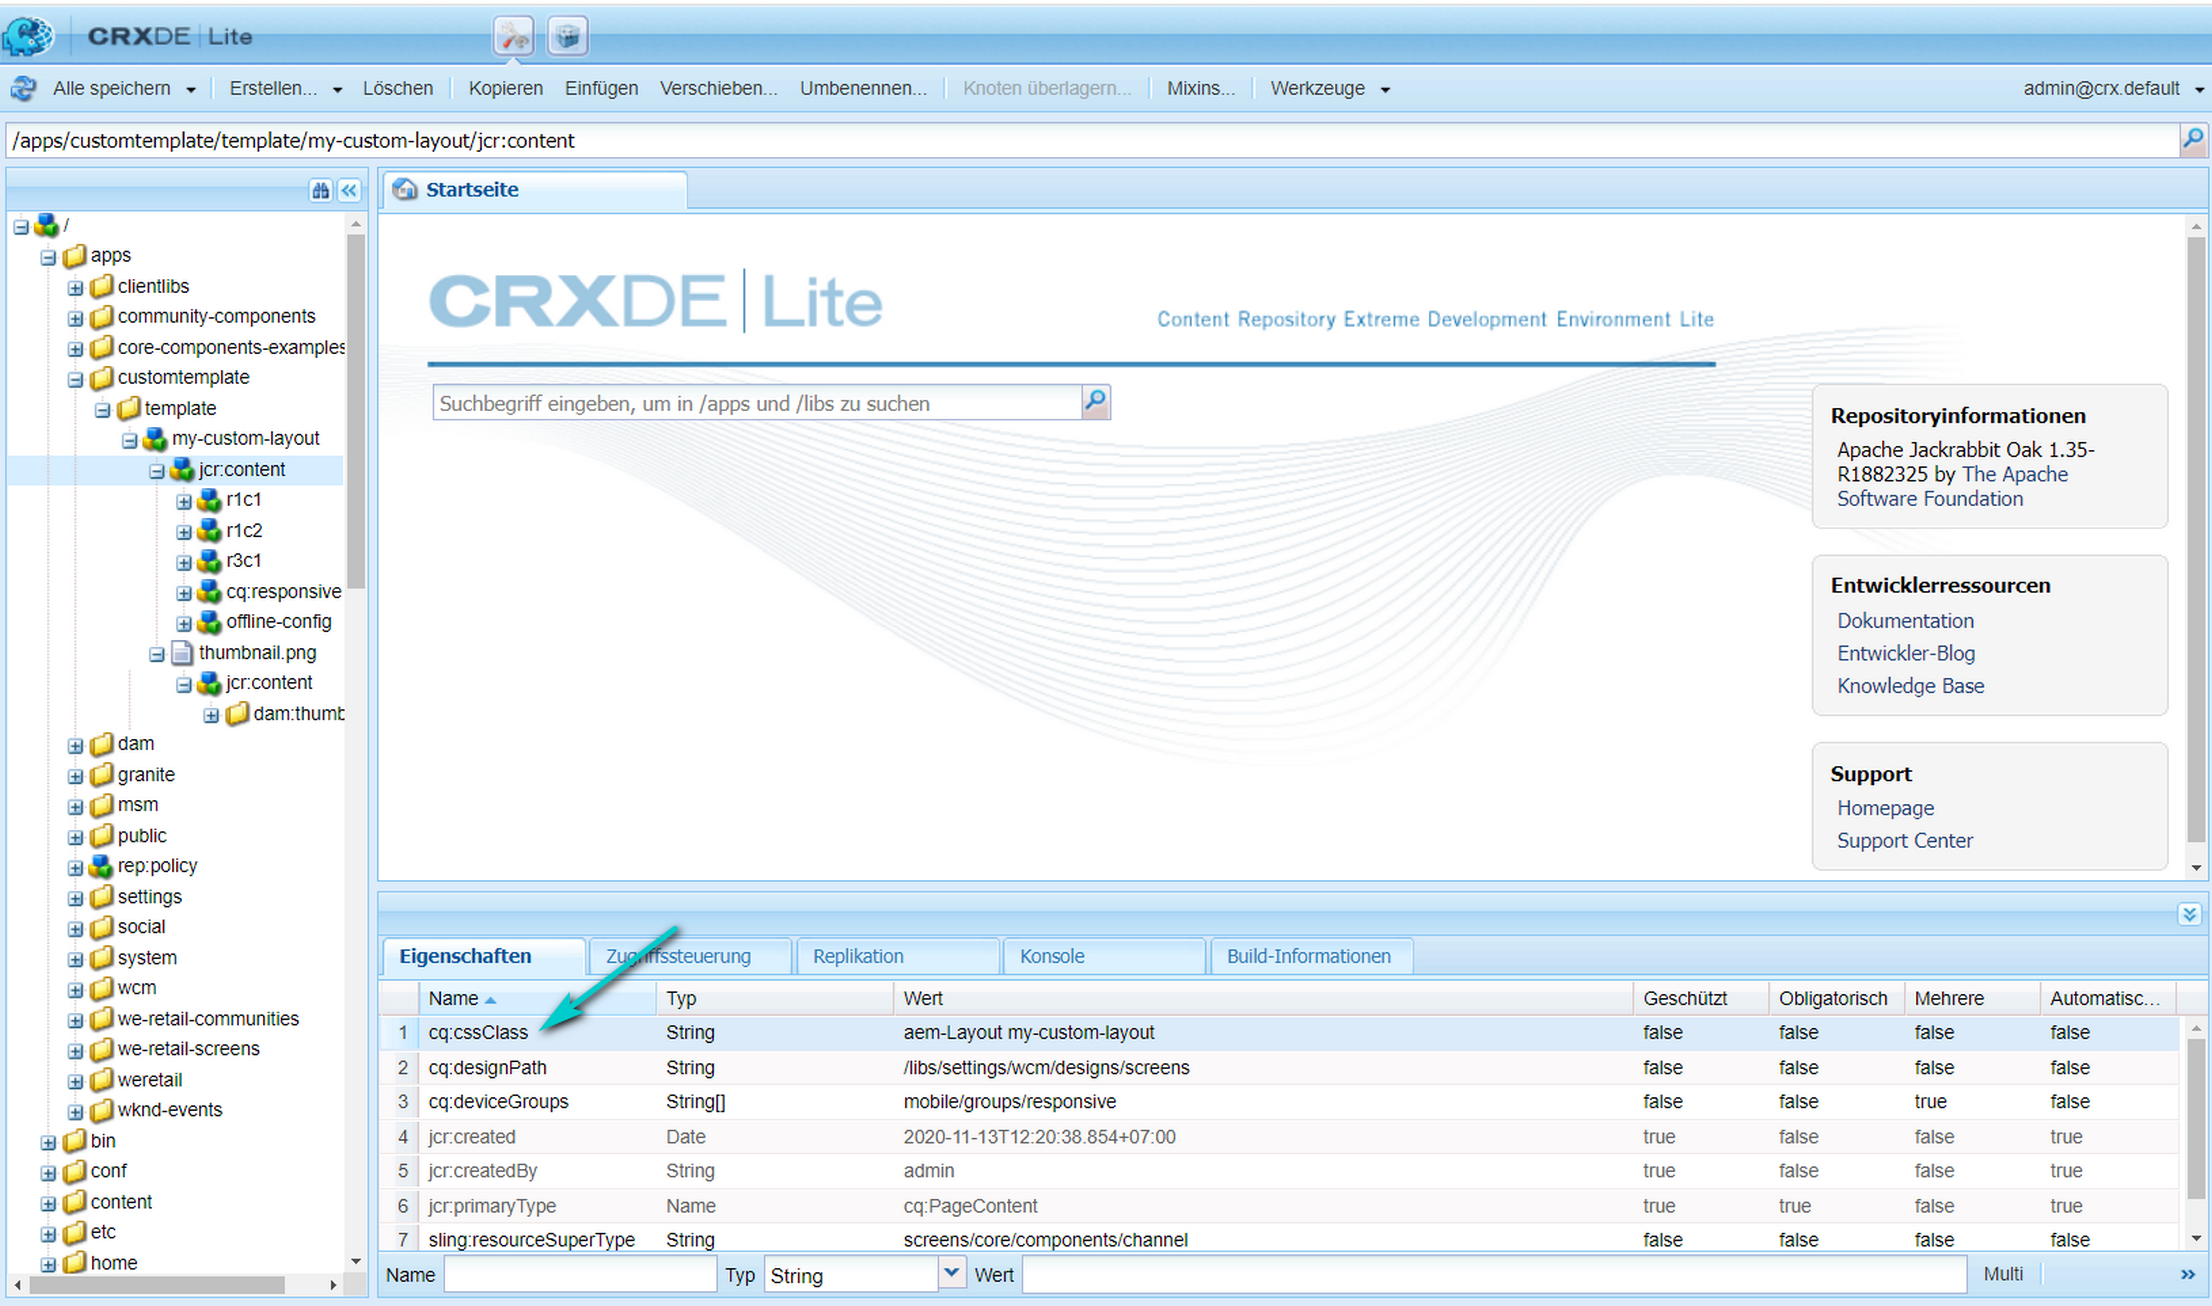 CRXDE | Lite
Alle speichern Erstellen... Löschen Kopieren Einfügen Verschieben... Umbenennen... Knoten überlagern... Mixins... Werkzeuge admin@crx.default
/apps/customtemplate/template/my-custom-layout/jcr:content
/
apps
clientlibs
community-components
core-components-examples
customtemplate
template
my-custom-layout
jcr:content
r1c1
r1c2
r3c1
cq:responsive
offline-config
thumbnail.png
jcr:content
dam:thumb
dam
granite
msm
public
rep:policy
settings
social
system
wcm
we-retail-communities
we-retail-screens
weretail
wknd-events
bin
conf
content
etc
home
Startseite
CRXDE | Lite
Content Repository Extreme Development Environment Lite
Suchbegriff eingeben, um in /apps und /libs zu suchen
Repositoryinformationen
Apache Jackrabbit Oak 1.35-
R1882325 by The Apache
Software Foundation
Entwicklerressourcen
Dokumentation
Entwickler-Blog
Knowledge Base
Support
Homepage
Support Center
Eigenschaften Zugriffssteuerung Replikation Konsole Build-Informationen
Name Typ Wert Geschützt Obligatorisch Mehrere Automatisc...
1 cq:cssClass String aem-Layout my-custom-layout false false false false
2 cq:designPath String /libs/settings/wcm/designs/screens false false false false
3 cq:deviceGroups String[] mobile/groups/responsive false false true false
4 jcr:created Date 2020-11-13T12:20:38.854+07:00 true false false true
5 jcr:createdBy String admin true false false true
6 jcr:primaryType Name cq:PageContent true true false true
7 sling:resourceSuperType String screens/core/components/channel false false false false
Name Typ String Wert Multi »